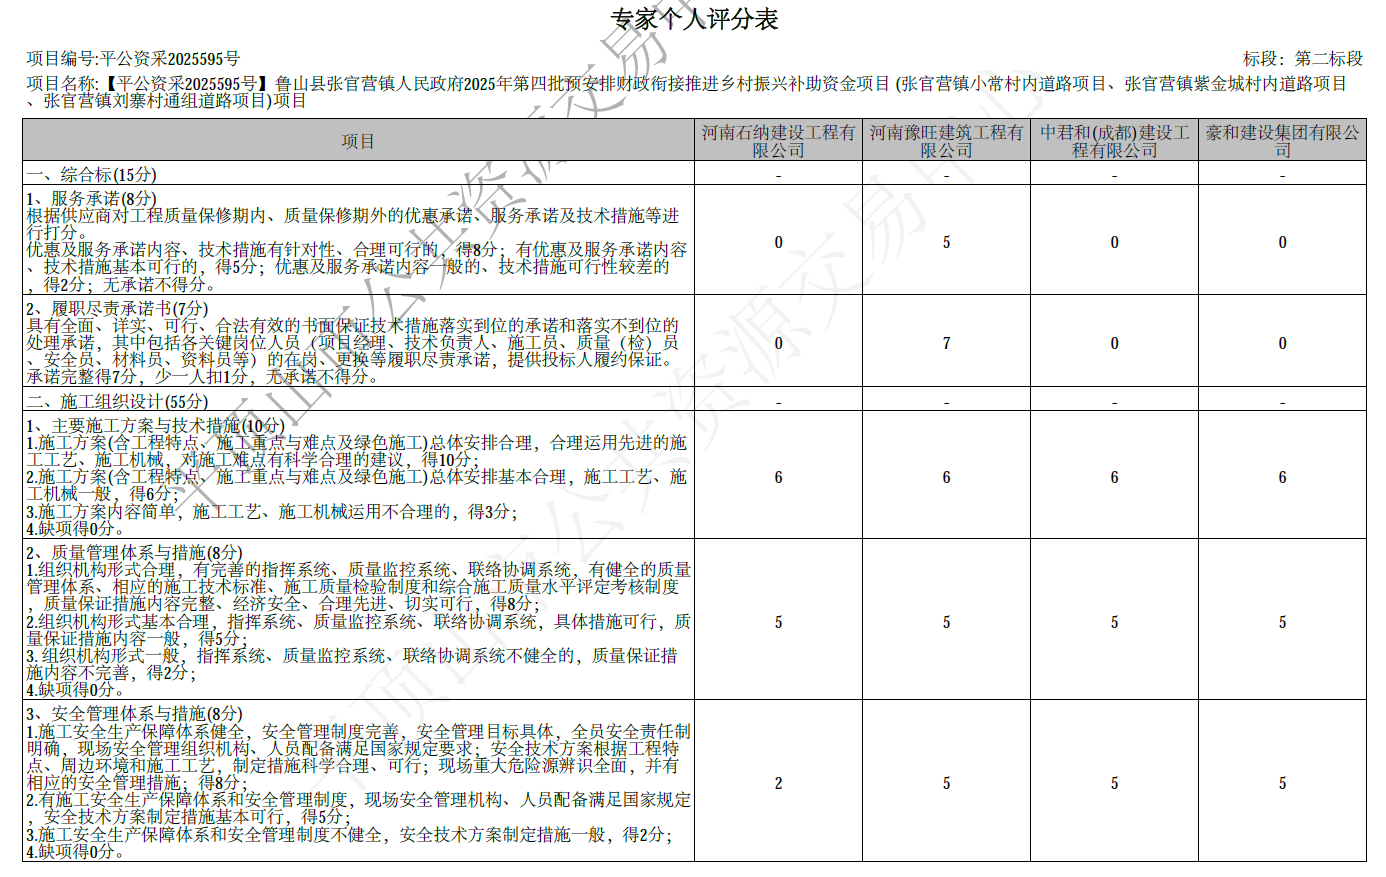 专家个人评分表
项目编号:平公资采2025595号 标段：第二标段
项目名称:【平公资采2025595号】鲁山县张官营镇人民政府2025年第四批预安排财政衔接推进乡村振兴补助资金项目 (张官营镇小常村内道路项目、张官营镇紫金城村内道路项目
、张官营镇刘寨村通组道路项目)项目
项目 河南石纳建设工程有限公司 河南豫旺建筑工程有限公司 中君和(成都)建设工程有限公司 豪和建设集团有限公司
一、综合标(15分) - - - -
1、服务承诺(8分)
根据供应商对工程质量保修期内、质量保修期外的优惠承诺、服务承诺及技术措施等进
行打分。
优惠及服务承诺内容、技术措施有针对性、合理可行的，得8分；有优惠及服务承诺内容
、技术措施基本可行的，得5分；优惠及服务承诺内容一般的、技术措施可行性较差的
，得2分；无承诺不得分。
0 5 0 0
2、履职尽责承诺书(7分)
具有全面、详实、可行、合法有效的书面保证技术措施落实到位的承诺和落实不到位的
处理承诺，其中包括各关键岗位人员（项目经理、技术负责人、施工员、质量（检）员
、安全员、材料员、资料员等）的在岗、更换等履职尽责承诺，提供投标人履约保证。
承诺完整得7分，少一人扣1分，无承诺不得分。
0 7 0 0
二、施工组织设计(55分) - - - -
1、主要施工方案与技术措施(10分)
1.施工方案(含工程特点、施工重点与难点及绿色施工)总体安排合理，合理运用先进的施
工工艺、施工机械，对施工难点有科学合理的建议，得10分；
2.施工方案(含工程特点、施工重点与难点及绿色施工)总体安排基本合理，施工工艺、施
工机械一般，得6分；
3.施工方案内容简单，施工工艺、施工机械运用不合理的，得3分；
4.缺项得0分。
6 6 6 6
2、质量管理体系与措施(8分)
1.组织机构形式合理，有完善的指挥系统、质量监控系统、联络协调系统，有健全的质量
管理体系、相应的施工技术标准、施工质量检验制度和综合施工质量水平评定考核制度
，质量保证措施内容完整、经济安全、合理先进、切实可行，得8分；
2.组织机构形式基本合理，指挥系统、质量监控系统、联络协调系统，具体措施可行，质
量保证措施内容一般，得5分；
3. 组织机构形式一般，指挥系统、质量监控系统、联络协调系统不健全的，质量保证措
施内容不完善，得2分；
4.缺项得0分。
5 5 5 5
3、安全管理体系与措施(8分)
1.施工安全生产保障体系健全，安全管理制度完善，安全管理目标具体，全员安全责任制
明确，现场安全管理组织机构、人员配备满足国家规定要求；安全技术方案根据工程特
点、周边环境和施工工艺，制定措施科学合理、可行；现场重大危险源辨识全面，并有
相应的安全管理措施；得8分；
2.有施工安全生产保障体系和安全管理制度，现场安全管理机构、人员配备满足国家规定
，安全技术方案制定措施基本可行，得5分；
3.施工安全生产保障体系和安全管理制度不健全，安全技术方案制定措施一般，得2分；
4.缺项得0分。
2 5 5 5
平顶山市公共资源交易中
平顶山市公共资源交易中心